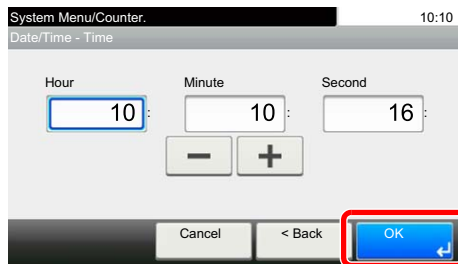 System Menu/Counter. 10:10
Date/Time - Time
Hour Minute Second
10 : 10 : 16 :
− +
Cancel < Back OK